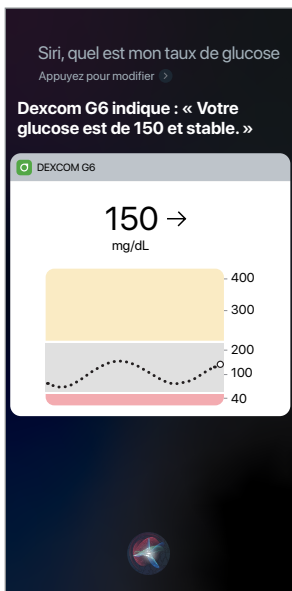 Siri, quel est mon taux de glucose
Appuyez pour modifier
Dexcom G6 indique : « Votre
glucose est de 150 et stable. »
DEXCOM G6
150 →
mg/dL
400
300
200
100
40